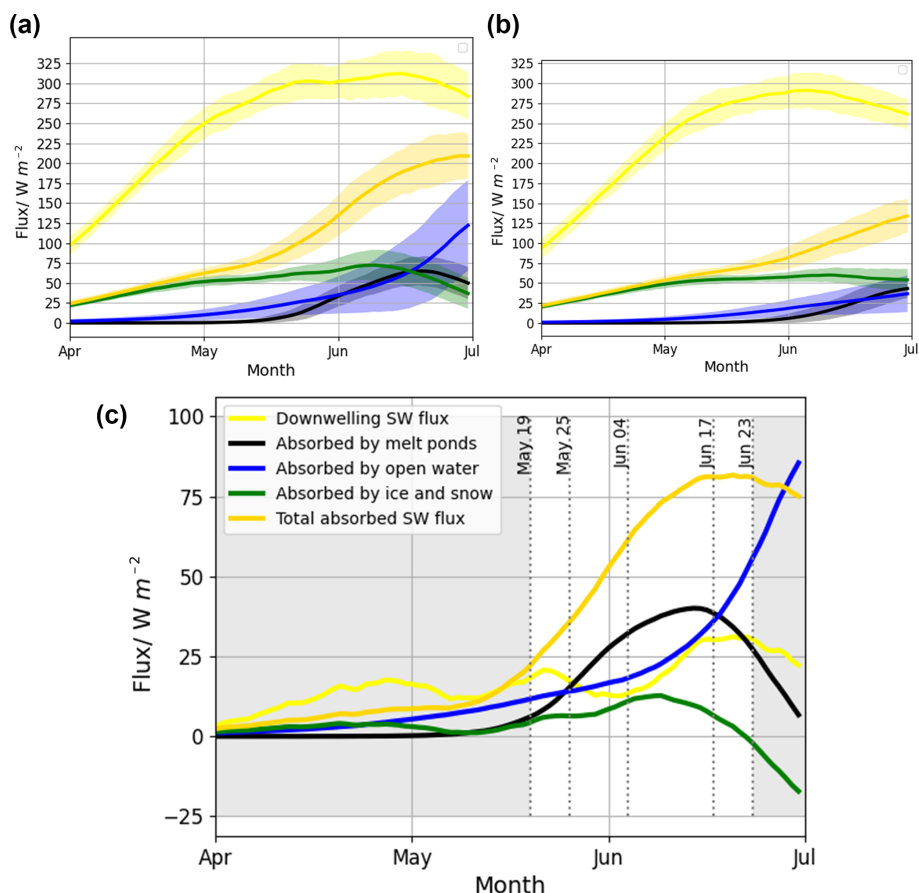 (a)
(b)
325
300
275
250
225
200
175
150
125
100
75
50
25
0
Flux/ W m⁻²
Apr
May
Jun
Jul
Month
325
300
275
250
225
200
175
150
125
100
75
50
25
0
Flux/ W m⁻²
Apr
May
Jun
Jul
Month
(c)
100
75
50
25
0
−25
Flux/ W m⁻²
Downwelling SW flux
Absorbed by melt ponds
Absorbed by open water
Absorbed by ice and snow
Total absorbed SW flux
May 19
May 25
Jun 04
Jun 17
Jun 23
Apr
May
Jun
Jul
Month